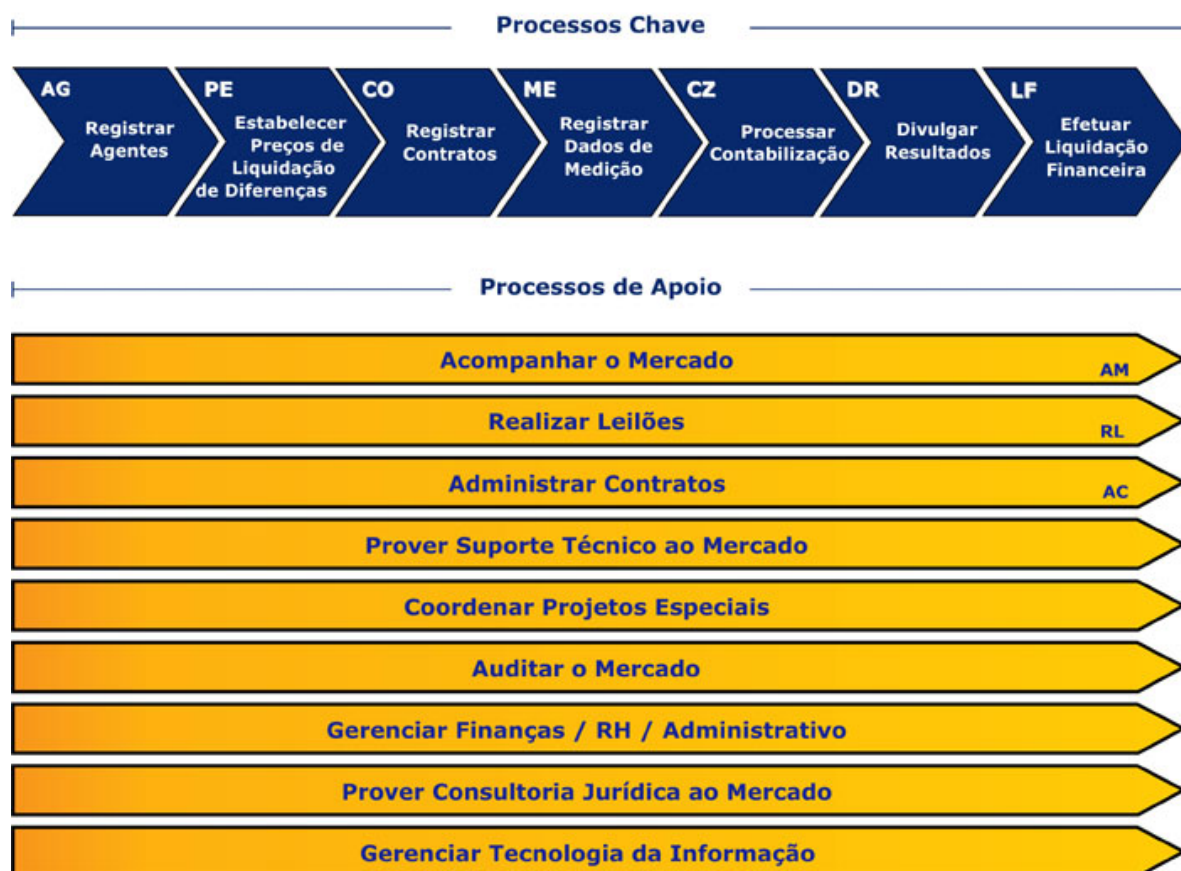 Processos Chave
AG
Registrar
Agentes
PE
Estabelecer
Preços de
Liquidação
de Diferenças
CO
Registrar
Contratos
ME
Registrar
Dados de
Medição
CZ
Processar
Contabilização
DR
Divulgar
Resultados
LF
Efetuar
Liquidação
Financeira
Processos de Apoio
Acompanhar o Mercado
AM
Realizar Leilões
RL
Administrar Contratos
AC
Prover Suporte Técnico ao Mercado
Coordenar Projetos Especiais
Auditar o Mercado
Gerenciar Finanças / RH / Administrativo
Prover Consultoria Jurídica ao Mercado
Gerenciar Tecnologia da Informação